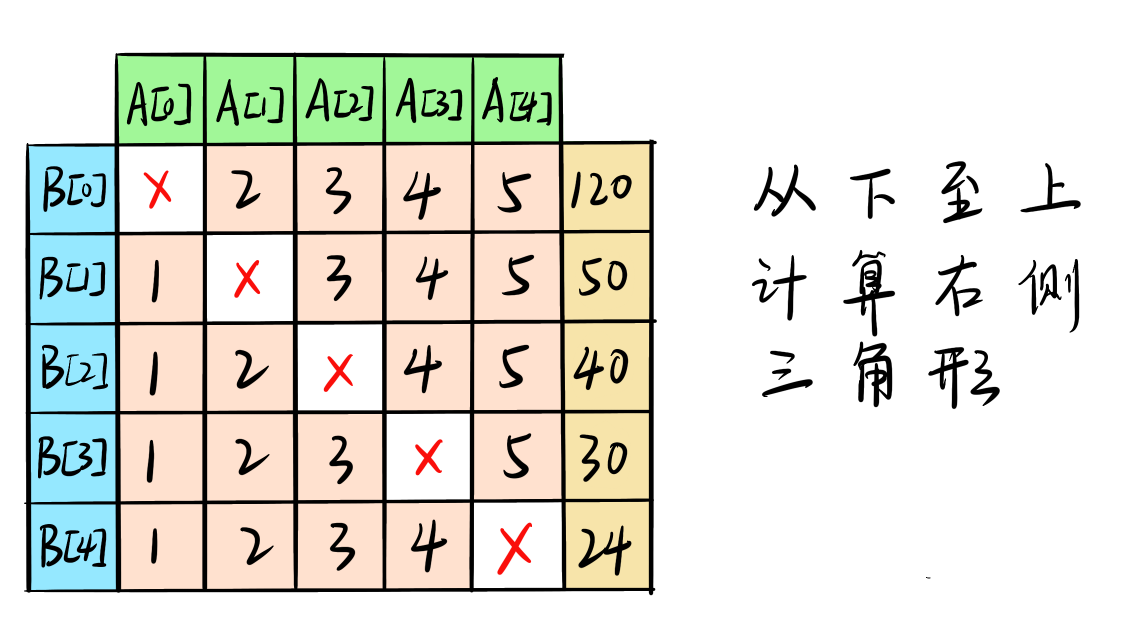 A[0] A[1] A[2] A[3] A[4]
B[0] × 2 3 4 5 120
B[1] 1 × 3 4 5 50
B[2] 1 2 × 4 5 40
B[3] 1 2 3 × 5 30
B[4] 1 2 3 4 × 24
从下至上
计算右侧
三角形